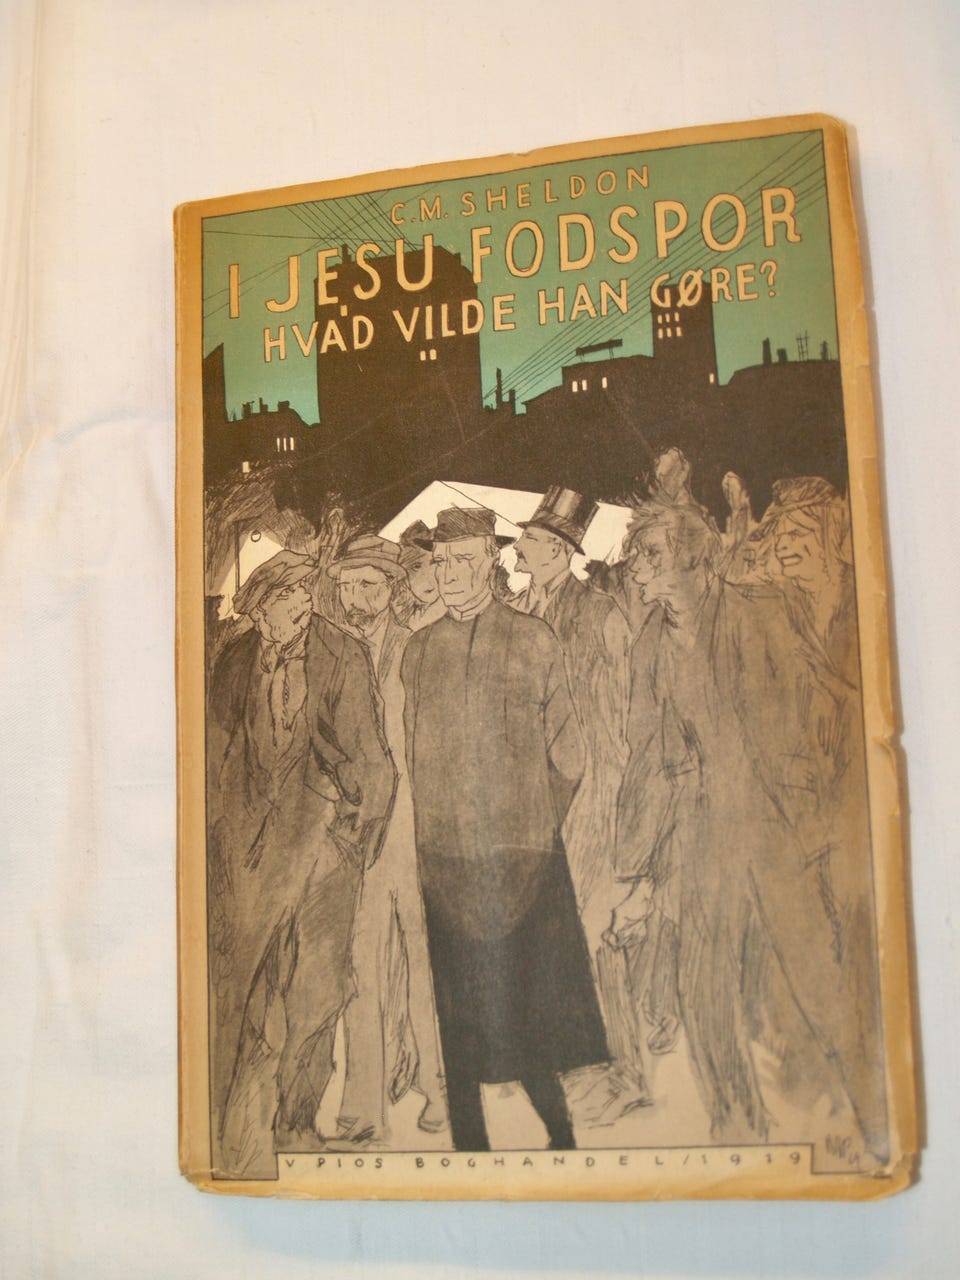 C.M. SHELDON
I JESU FODSPOR
HVAD VILDE HAN GØRE?
V PIOS BOGHANDEL / 1919